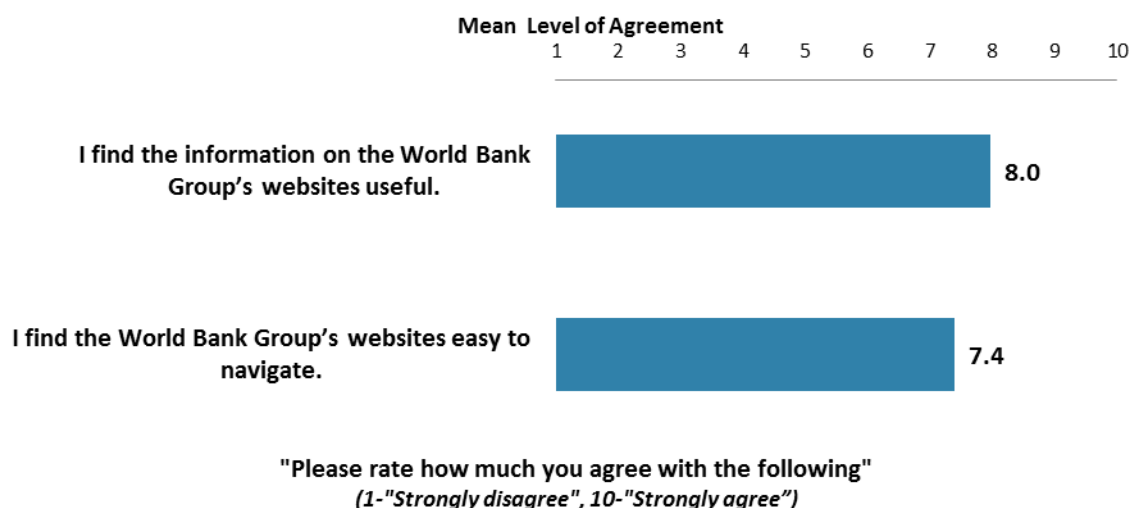 Mean Level of Agreement
1 2 3 4 5 6 7 8 9 10
I find the information on the World Bank
Group’s websites useful.
8.0
I find the World Bank Group’s websites easy to
navigate.
7.4
"Please rate how much you agree with the following"
(1-"Strongly disagree", 10-"Strongly agree”)